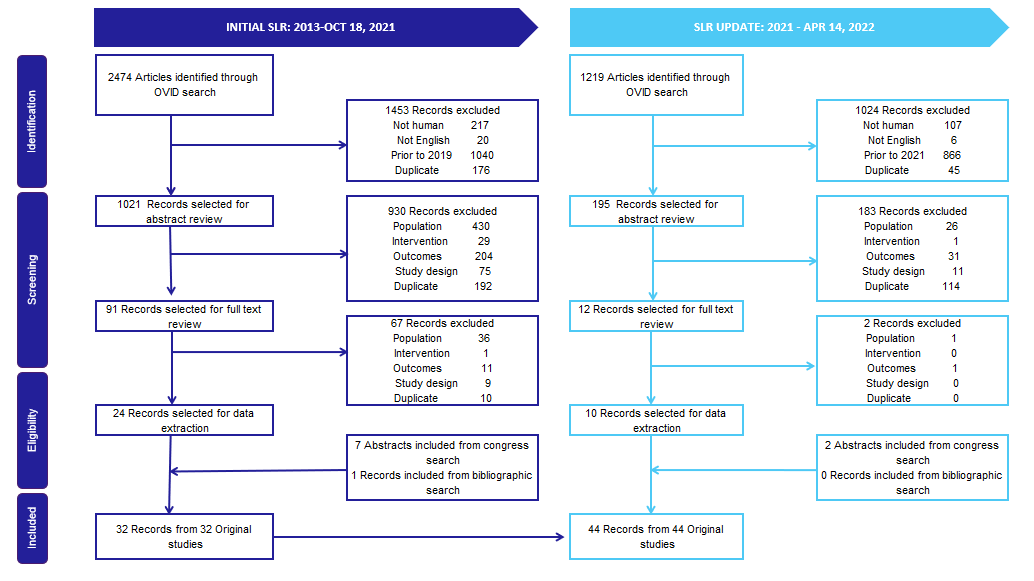 INITIAL SLR: 2013-OCT 18, 2021
SLR UPDATE: 2021 - APR 14, 2022
Identification
2474 Articles identified through
OVID search
1453 Records excluded
Not human 217
Not English 20
Prior to 2019 1040
Duplicate 176
1219 Articles identified through
OVID search
1024 Records excluded
Not human 107
Not English 6
Prior to 2021 866
Duplicate 45
Screening
1021 Records selected for
abstract review
930 Records excluded
Population 430
Intervention 29
Outcomes 204
Study design 75
Duplicate 192
195 Records selected for
abstract review
183 Records excluded
Population 26
Intervention 1
Outcomes 31
Study design 11
Duplicate 114
91 Records selected for full text
review
67 Records excluded
Population 36
Intervention 1
Outcomes 11
Study design 9
Duplicate 10
12 Records selected for full text
review
2 Records excluded
Population 1
Intervention 0
Outcomes 1
Study design 0
Duplicate 0
Eligibility
24 Records selected for data
extraction
7 Abstracts included from congress
search
1 Records included from bibliographic
search
10 Records selected for data
extraction
2 Abstracts included from congress
search
0 Records included from bibliographic
search
Included
32 Records from 32 Original
studies
44 Records from 44 Original
studies